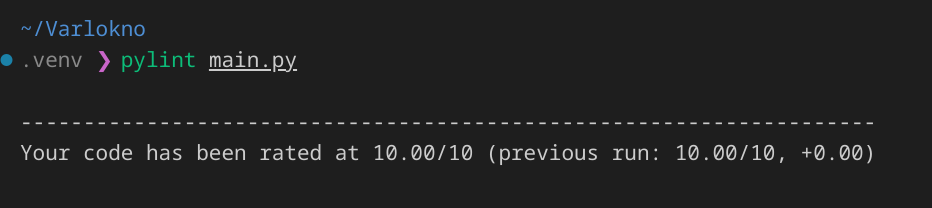 ~/Varlokno
.venv ❯ pylint main.py
--------------------------------------------------------------------
Your code has been rated at 10.00/10 (previous run: 10.00/10, +0.00)